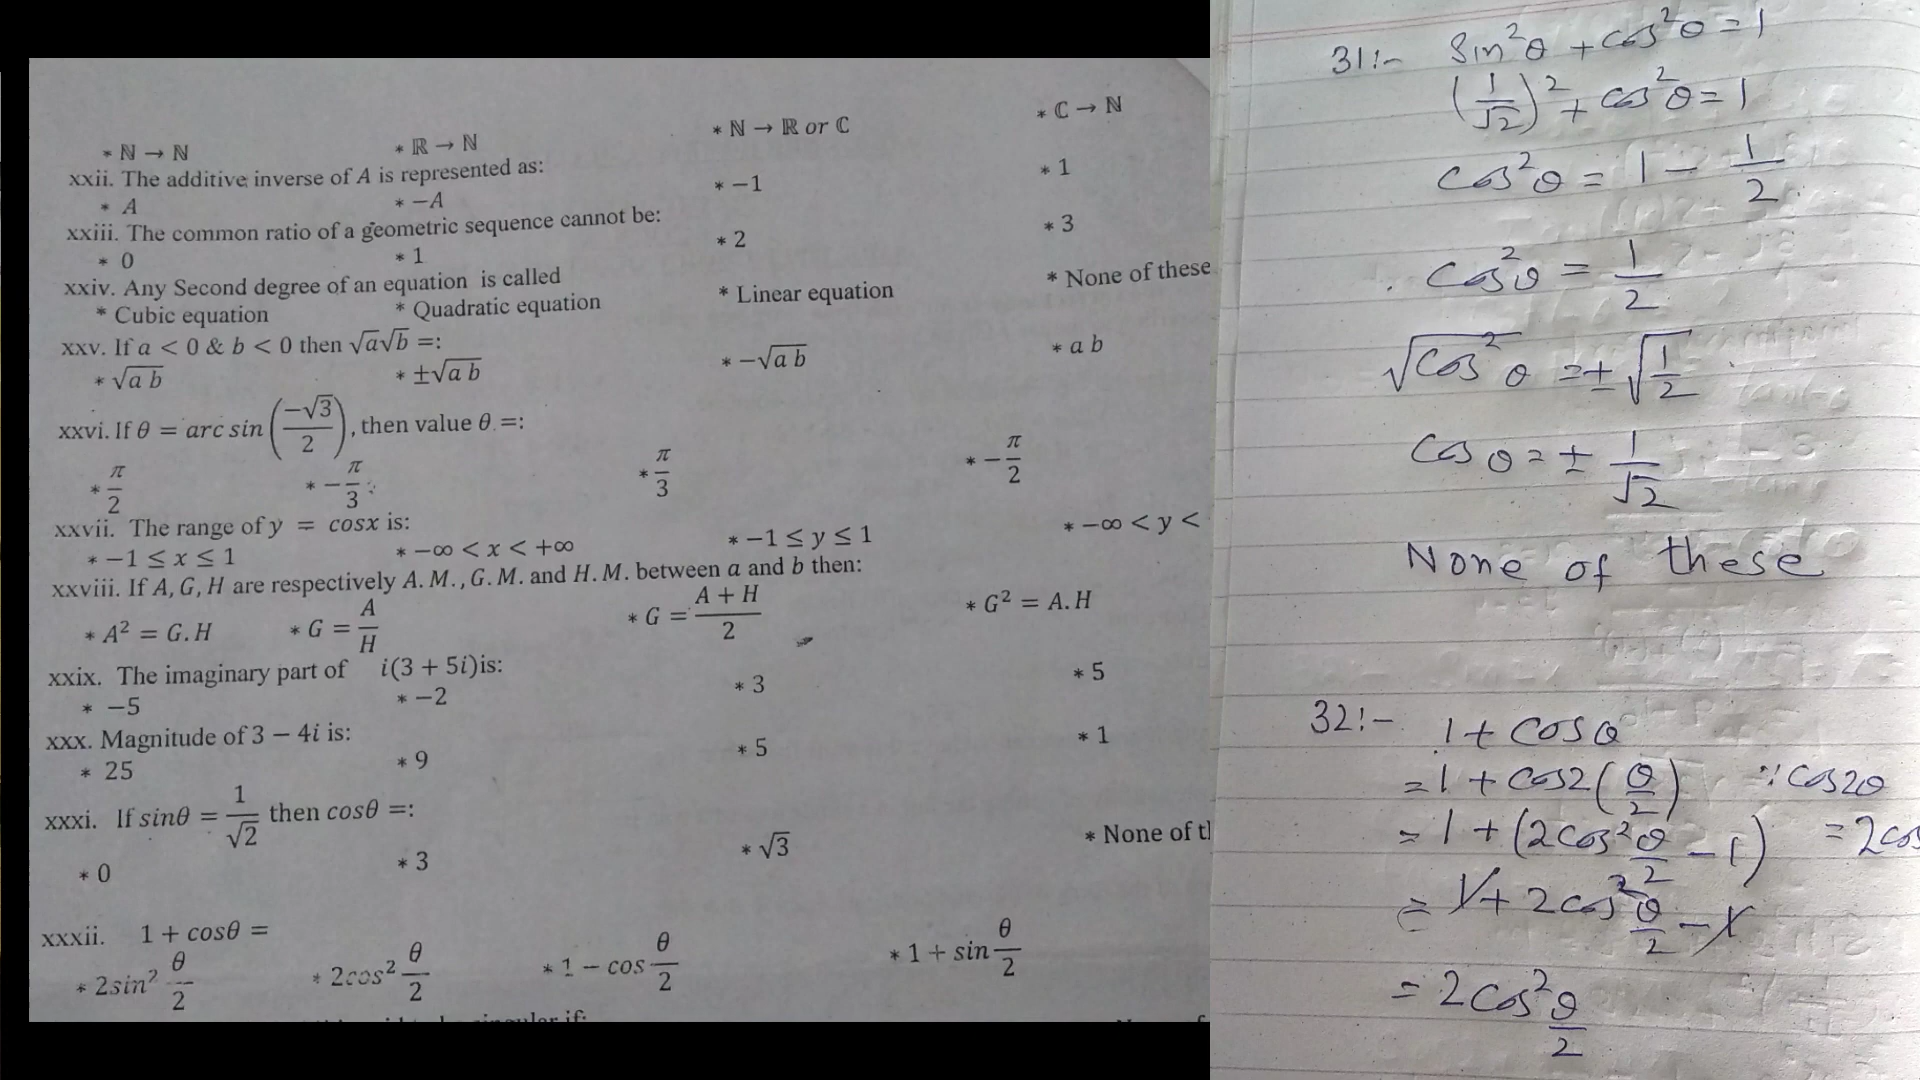 * ℕ → ℕ * ℝ → ℕ * ℕ → ℝ or ℂ * ℂ → ℕ
xxii. The additive inverse of A is represented as:
* A * −A * −1 * 1
xxiii. The common ratio of a geometric sequence cannot be:
* 0 * 1 * 2 * 3
xxiv. Any Second degree of an equation is called
* Cubic equation * Quadratic equation * Linear equation * None of these
xxv. If a < 0 & b < 0 then √a√b =:
* √(a b) * ±√(a b) * −√(a b) * a b
xxvi. If θ = arc sin(−√3/2), then value θ =:
* π/2 * −π/3 * π/3 * −π/2
xxvii. The range of y = cosx is:
* −1 ≤ x ≤ 1 * −∞ < x < +∞ * −1 ≤ y ≤ 1 * −∞ < y <
xxviii. If A, G, H are respectively A. M. , G. M. and H. M. between a and b then:
* A² = G. H * G = A/H * G = (A + H)/2 * G² = A. H
xxix. The imaginary part of i(3 + 5i)is:
* −5 * −2 * 3 * 5
xxx. Magnitude of 3 − 4i is:
* 25 * 9 * 5 * 1
xxxi. If sinθ = 1/√2 then cosθ =:
* 0 * 3 * √3 * None of t
xxxii. 1 + cosθ =
* 2sin² θ/2 * 2cos² θ/2 * 1 − cos θ/2 * 1 + sin θ/2
31:- Sin²θ + cos²θ = 1
(1/√2)² + cos²θ = 1
cos²θ = 1 − 1/2
cos²θ = 1/2
√cos²θ = ± √1/2
cos θ = ± 1/√2
None of these
32:- 1 + cosθ
= 1 + cos2(θ/2) ∵ cos2θ
= 1 + (2cos² θ/2 − 1) = 2cos
= 1 + 2cos² θ/2 − 1
= 2cos² θ/2